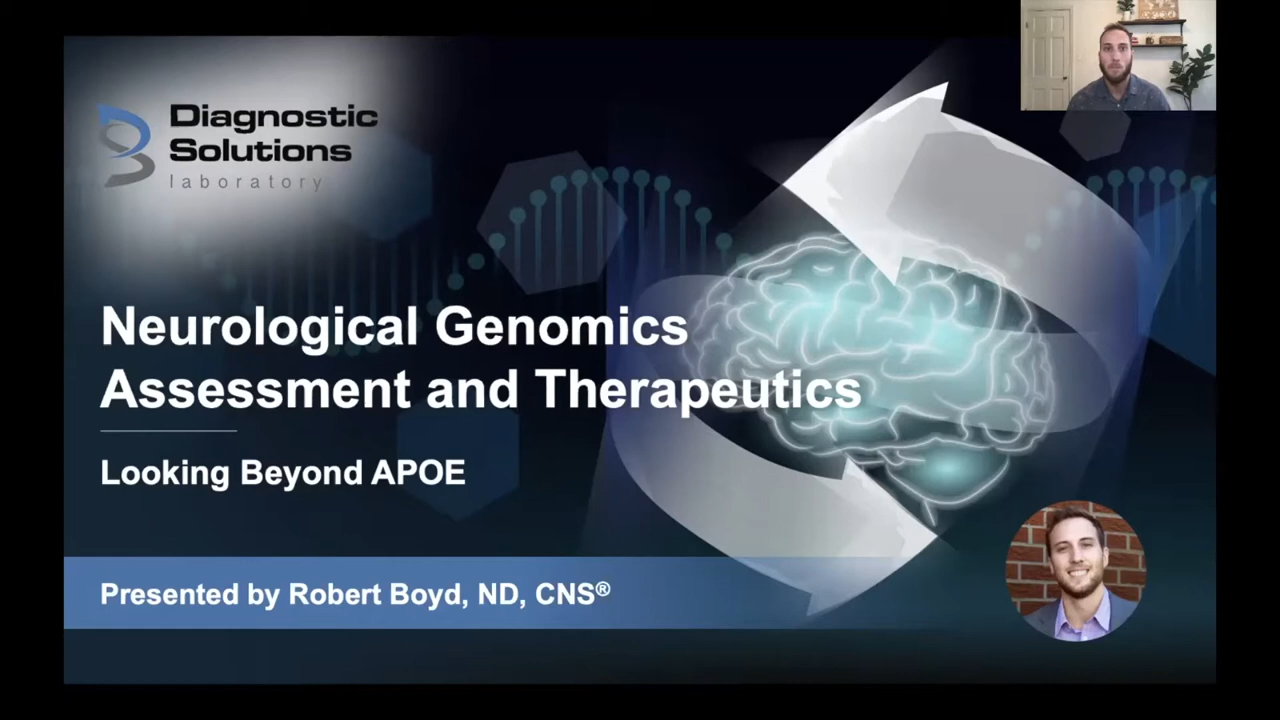 Diagnostic
Solutions
laboratory
Neurological Genomics
Assessment and Therapeutics
Looking Beyond APOE
Presented by Robert Boyd, ND, CNS®